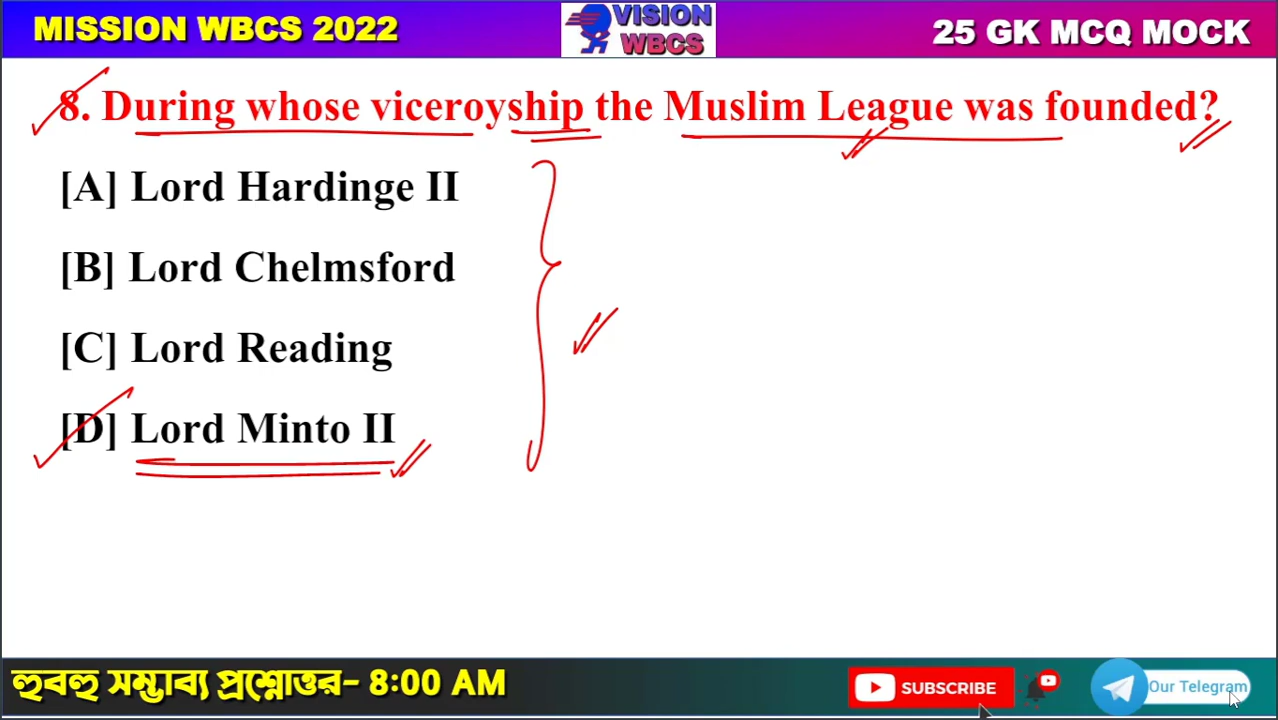 MISSION WBCS 2022
VISION
WBCS
25 GK MCQ MOCK
8. During whose viceroyship the Muslim League was founded?
[A] Lord Hardinge II
[B] Lord Chelmsford
[C] Lord Reading
[D] Lord Minto II
হুবহু সম্ভাব্য প্রশ্নোত্তর- 8:00 AM
SUBSCRIBE
Our Telegram